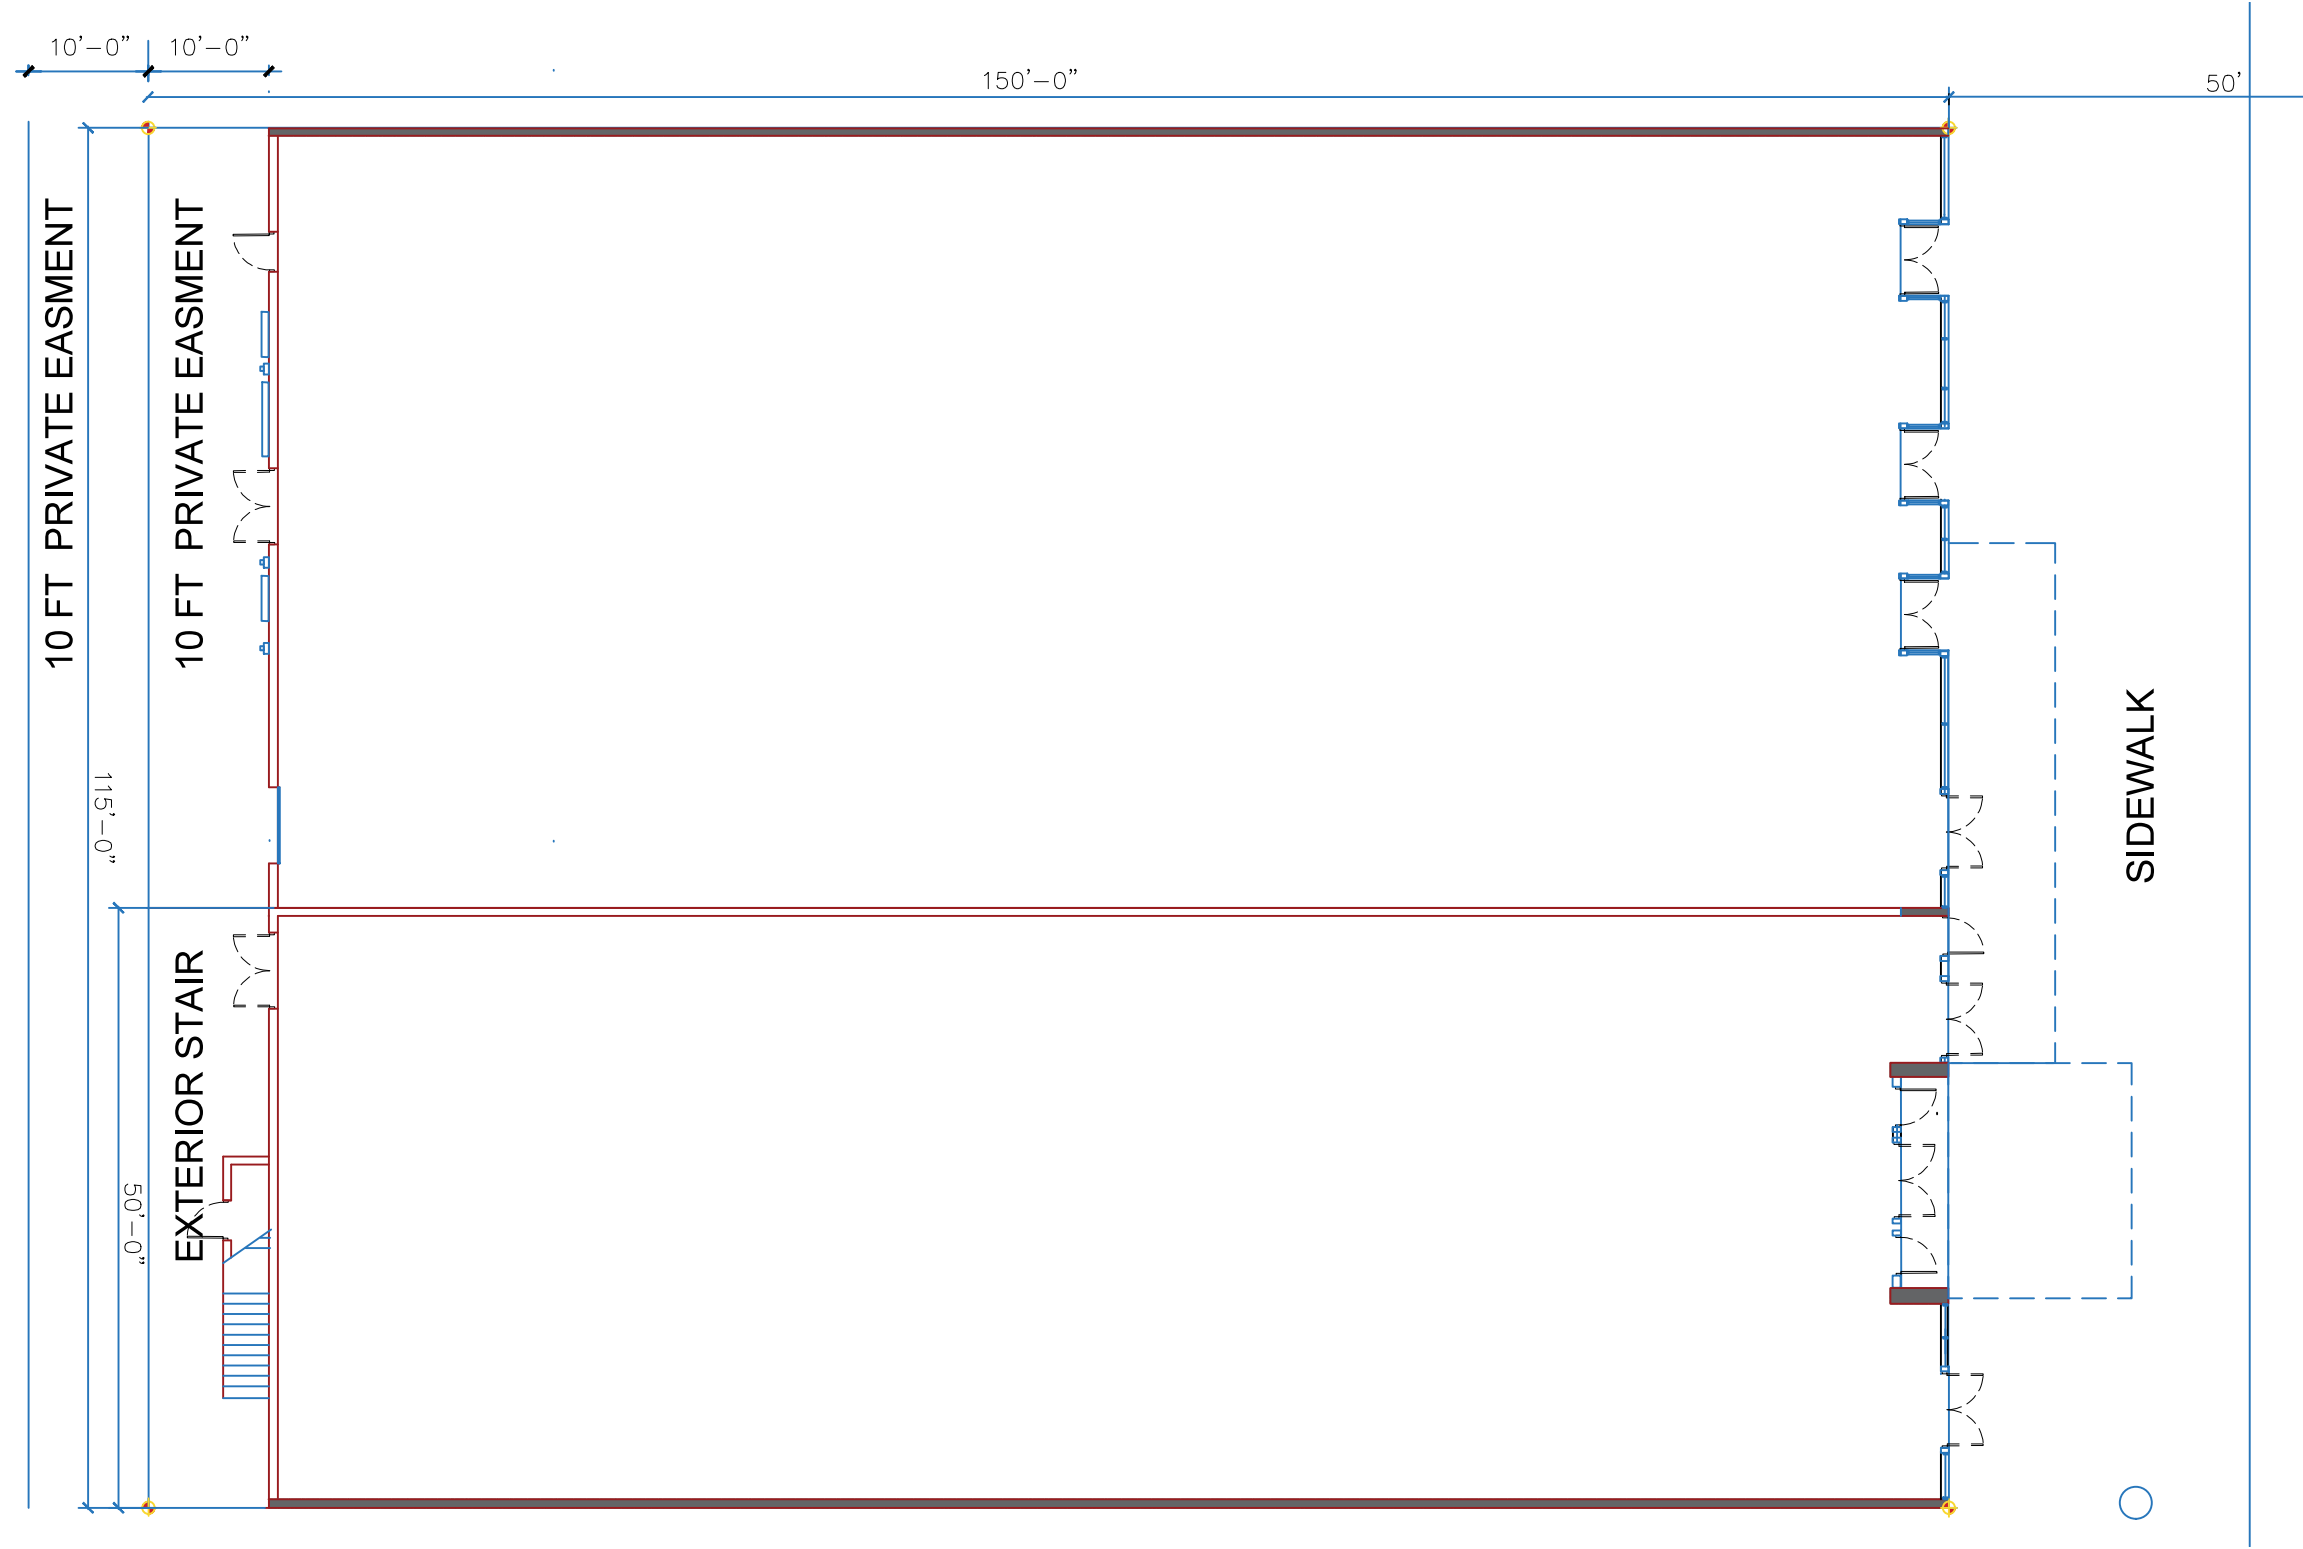 10'-0"
10'-0"
150'-0"
50'
10 FT PRIVATE EASMENT
10 FT PRIVATE EASMENT
115'-0"
SIDEWALK
EXTERIOR STAIR
50'-0"